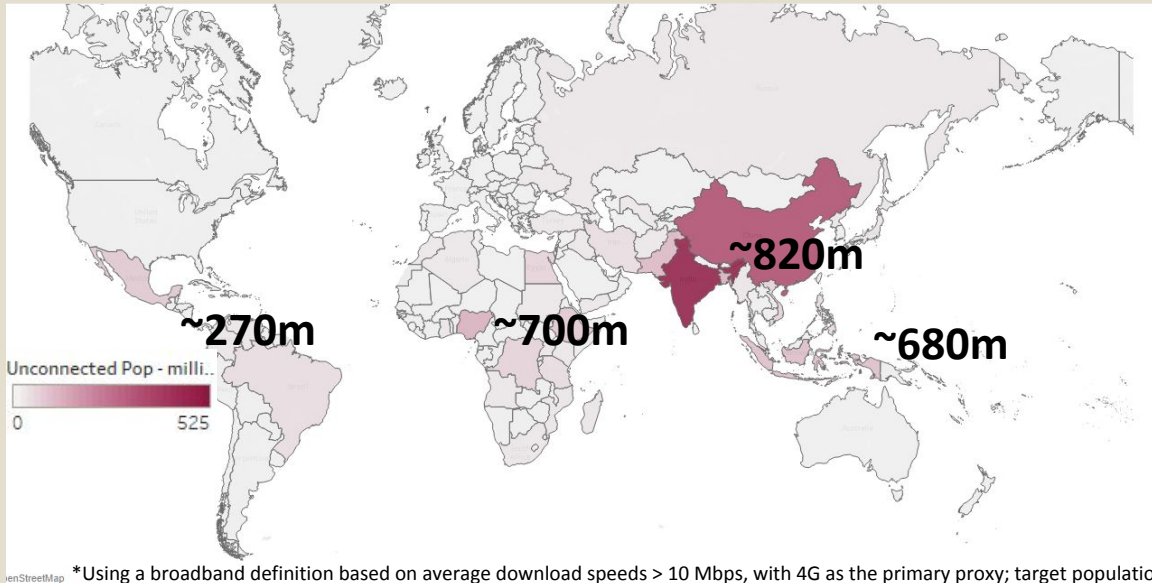 ~820m
~270m
~700m
~680m
Unconnected Pop - milli..
0 525
enStreetMap
*Using a broadband definition based on average download speeds > 10 Mbps, with 4G as the primary proxy; target populatio